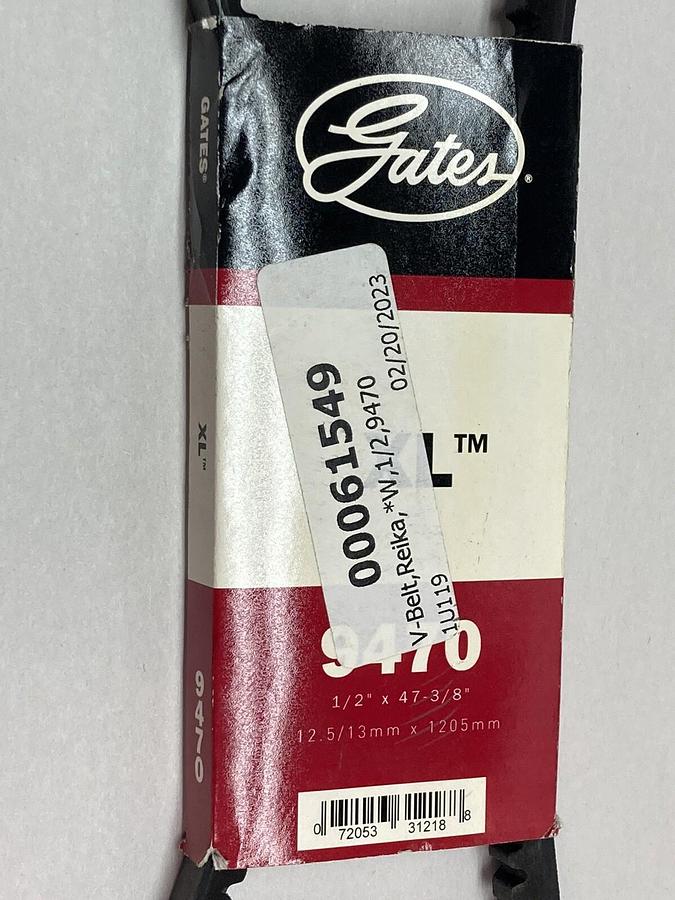 Gates®
GATES®
XL™
9470
XL™
00061549
V-Belt,Reika,*W,1/2,9470
02/20/2023
1U119
9470
1/2" x 47-3/8"
12.5/13mm x 1205mm
0 72053 31218 8